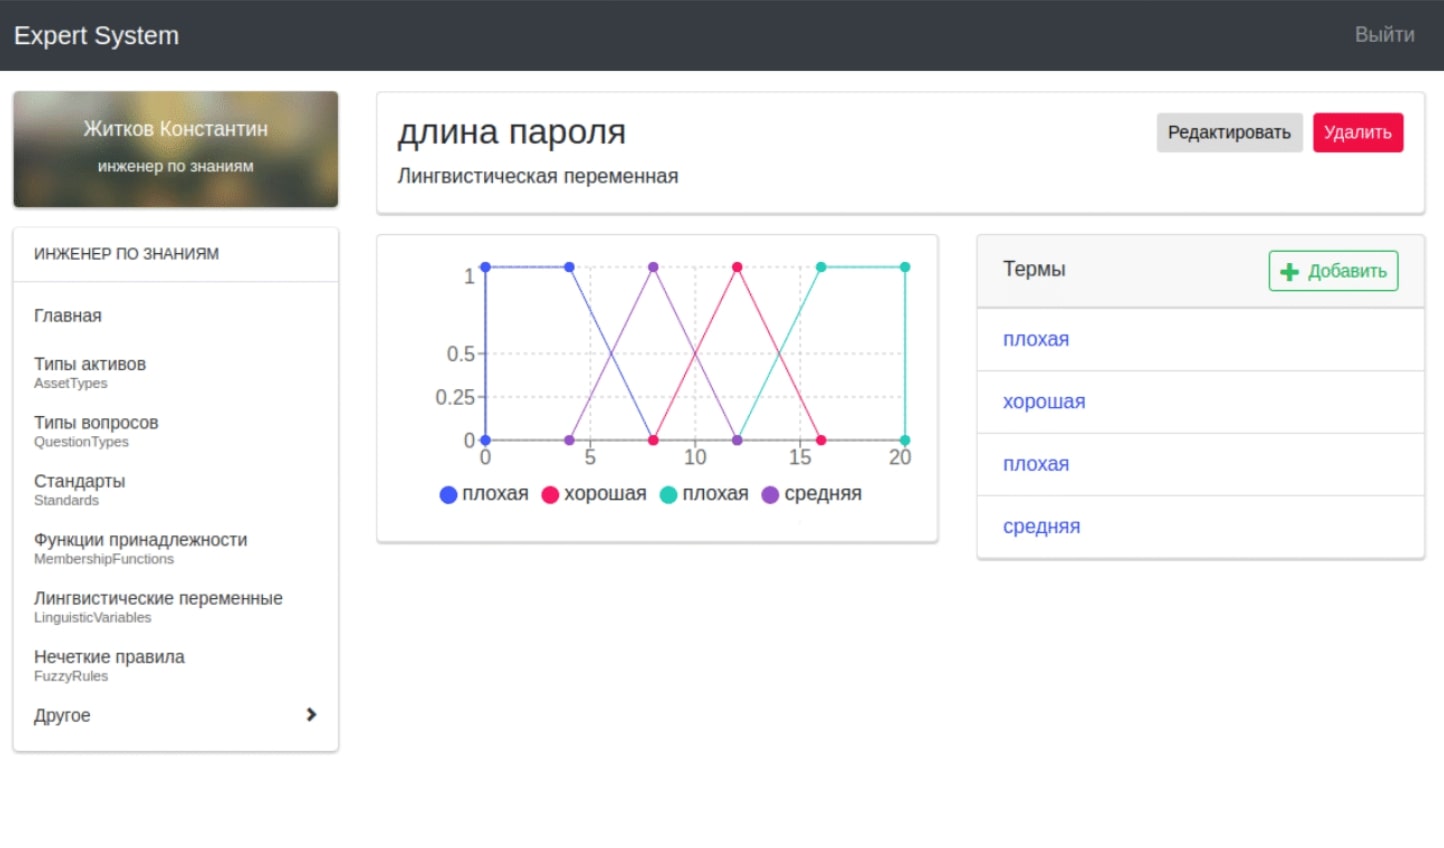 Expert System
Выйти
Житков Константин
инженер по знаниям
ИНЖЕНЕР ПО ЗНАНИЯМ
Главная
Типы активов
AssetTypes
Типы вопросов
QuestionTypes
Стандарты
Standards
Функции принадлежности
MembershipFunctions
Лингвистические переменные
LinguisticVariables
Нечеткие правила
FuzzyRules
Другое
длина пароля
Редактировать
Удалить
Лингвистическая переменная
1
0.5
0.25
0
0 5 10 15 20
плохая хорошая плохая средняя
Термы
Добавить
плохая
хорошая
плохая
средняя